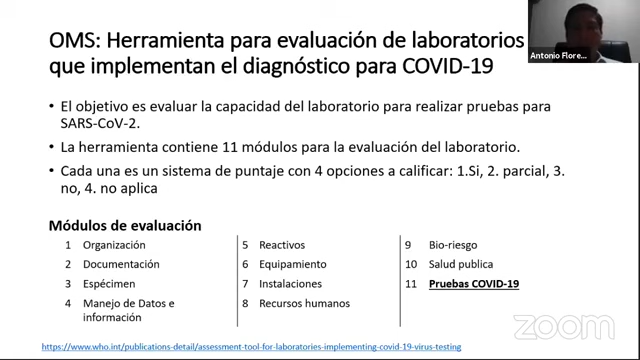 OMS: Herramienta para evaluación de laboratorios
que implementan el diagnóstico para COVID-19
Antonio Flore...
• El objetivo es evaluar la capacidad del laboratorio para realizar pruebas para
SARS-CoV-2.
• La herramienta contiene 11 módulos para la evaluación del laboratorio.
• Cada una es un sistema de puntaje con 4 opciones a calificar: 1.Si, 2. parcial, 3.
no, 4. no aplica
Módulos de evaluación
1 Organización
2 Documentación
3 Espécimen
4 Manejo de Datos e
información
5 Reactivos
6 Equipamiento
7 Instalaciones
8 Recursos humanos
9 Bio-riesgo
10 Salud publica
11 Pruebas COVID-19
zoom
https://www.who.int/publications-detail/assessment-tool-for-laboratories-implementing-covid-19-virus-testing